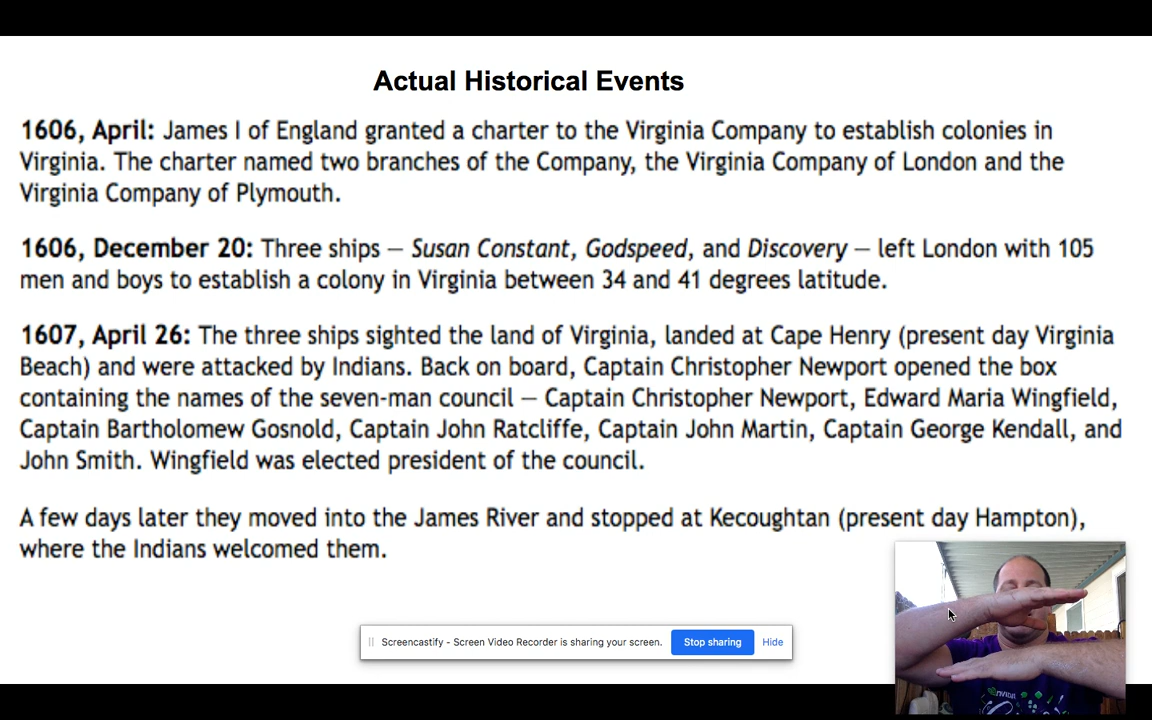 Actual Historical Events
1606, April: James I of England granted a charter to the Virginia Company to establish colonies in
Virginia. The charter named two branches of the Company, the Virginia Company of London and the
Virginia Company of Plymouth.
1606, December 20: Three ships — Susan Constant, Godspeed, and Discovery — left London with 105
men and boys to establish a colony in Virginia between 34 and 41 degrees latitude.
1607, April 26: The three ships sighted the land of Virginia, landed at Cape Henry (present day Virginia
Beach) and were attacked by Indians. Back on board, Captain Christopher Newport opened the box
containing the names of the seven-man council — Captain Christopher Newport, Edward Maria Wingfield,
Captain Bartholomew Gosnold, Captain John Ratcliffe, Captain John Martin, Captain George Kendall, and
John Smith. Wingfield was elected president of the council.
A few days later they moved into the James River and stopped at Kecoughtan (present day Hampton),
where the Indians welcomed them.
Screencastify - Screen Video Recorder is sharing your screen. Stop sharing Hide